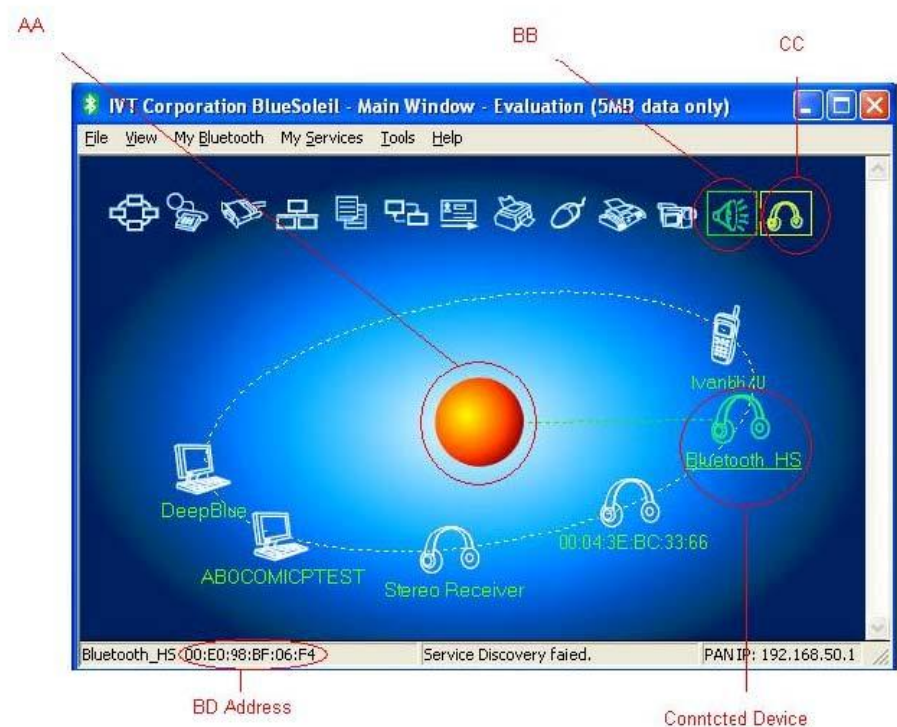 AA
BB
CC
IVT Corporation BlueSoleil - Main Window - Evaluation (5MB data only)
File View My Bluetooth My Services Tools Help
Bluetooth_HS
DeepBlue
00:04:3E:BC:33:66
ABOCOMICPTEST
Stereo Receiver
Bluetooth_HS 00:E0:98:BF:06:F4 Service Discovery faied. PAN IP: 192.168.50.1
BD Address
Conntcted Device